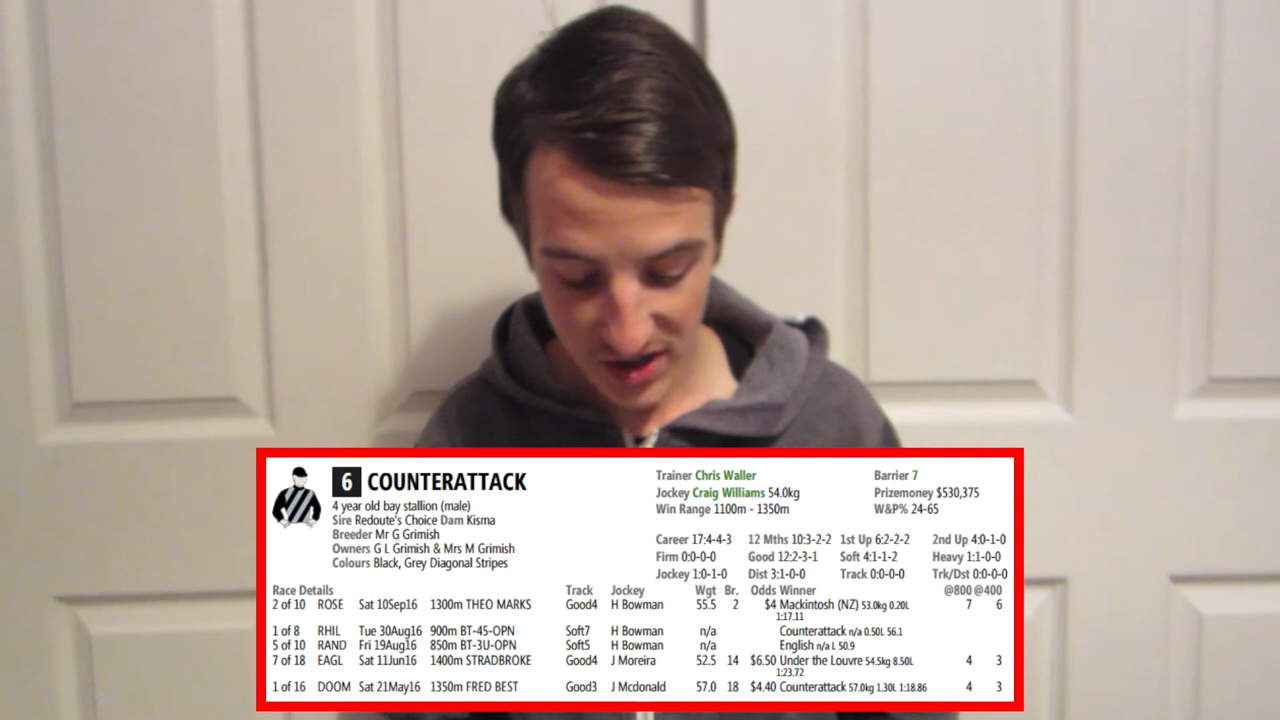 6 COUNTERATTACK
4 year old bay stallion (male)
Sire Redoute's Choice Dam Kisma
Breeder Mr G Grimish
Owners G L Grimish & Mrs M Grimish
Colours Black, Grey Diagonal Stripes
Trainer Chris Waller
Jockey Craig Williams 54.0kg
Win Range 1100m - 1350m
Barrier 7
Prizemoney $530,375
W&P% 24-65
Career 17:4-4-3 12 Mths 10:3-2-2 1st Up 6:2-2-2 2nd Up 4:0-1-0
Firm 0:0-0-0 Good 12:2-3-1 Soft 4:1-1-2 Heavy 1:1-0-0
Jockey 1:0-1-0 Dist 3:1-0-0 Track 0:0-0-0 Trk/Dst 0:0-0-0
Race Details Track Jockey Wgt Br. Odds Winner @800 @400
2 of 10 ROSE Sat 10Sep16 1300m THEO MARKS Good4 H Bowman 55.5 2 $4 Mackintosh (NZ) 53.0kg 0.20L 7 6
1:17.11
1 of 8 RHIL Tue 30Aug16 900m BT-45-OPN Soft7 H Bowman n/a Counterattack n/a 0.50L 56.1
5 of 10 RAND Fri 19Aug16 850m BT-3U-OPN Soft5 H Bowman n/a English n/a L 50.9
7 of 18 EAGL Sat 11Jun16 1400m STRADBROKE Good4 J Moreira 52.5 14 $6.50 Under the Louvre 54.5kg 8.50L 4 3
1:23.72
1 of 16 DOOM Sat 21May16 1350m FRED BEST Good3 J Mcdonald 57.0 18 $4.40 Counterattack 57.0kg 1.30L 1:18.86 4 3